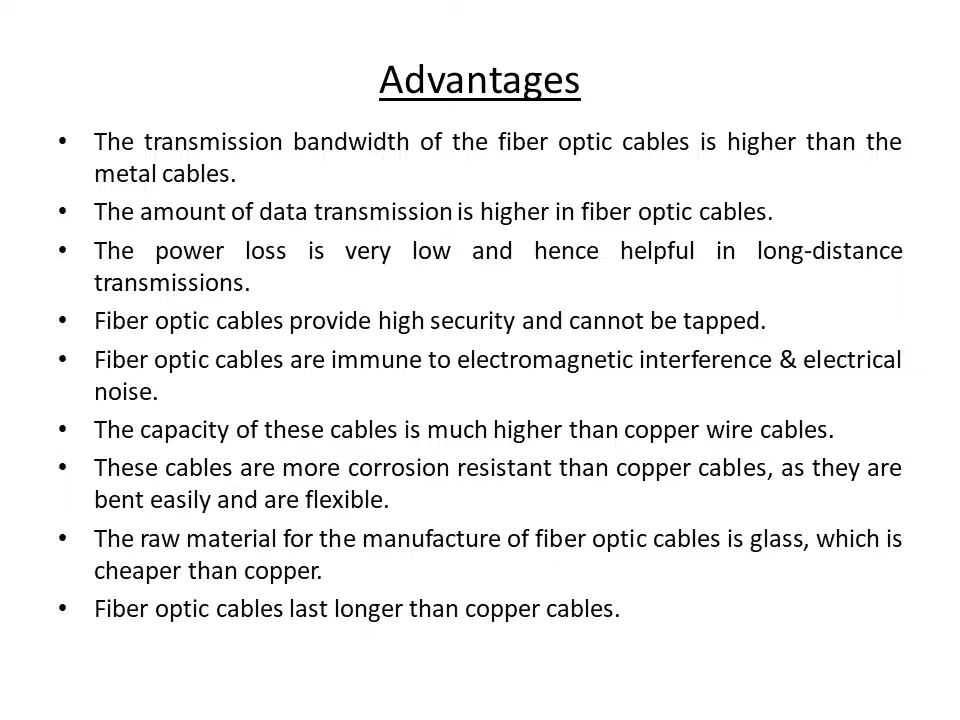 Advantages
• The transmission bandwidth of the fiber optic cables is higher than the
metal cables.
• The amount of data transmission is higher in fiber optic cables.
• The power loss is very low and hence helpful in long-distance
transmissions.
• Fiber optic cables provide high security and cannot be tapped.
• Fiber optic cables are immune to electromagnetic interference & electrical
noise.
• The capacity of these cables is much higher than copper wire cables.
• These cables are more corrosion resistant than copper cables, as they are
bent easily and are flexible.
• The raw material for the manufacture of fiber optic cables is glass, which is
cheaper than copper.
• Fiber optic cables last longer than copper cables.